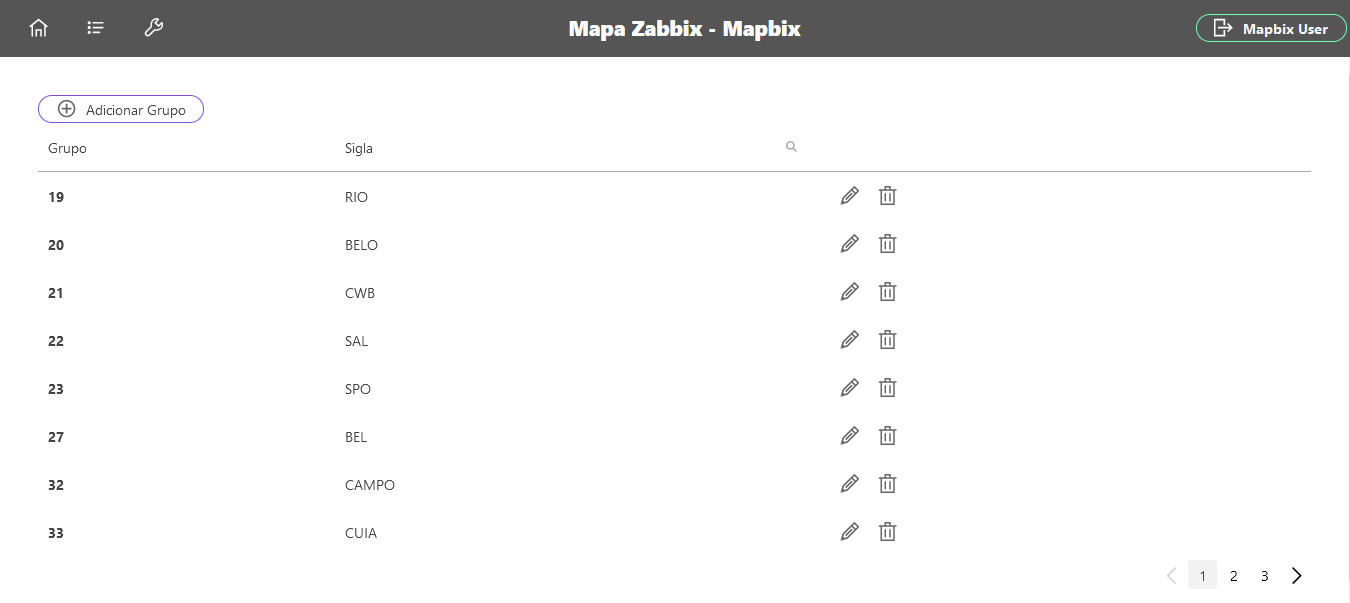 Mapa Zabbix - Mapbix
Mapbix User
Adicionar Grupo
Grupo Sigla
19 RIO
20 BELO
21 CWB
22 SAL
23 SPO
27 BEL
32 CAMPO
33 CUIA
1 2 3